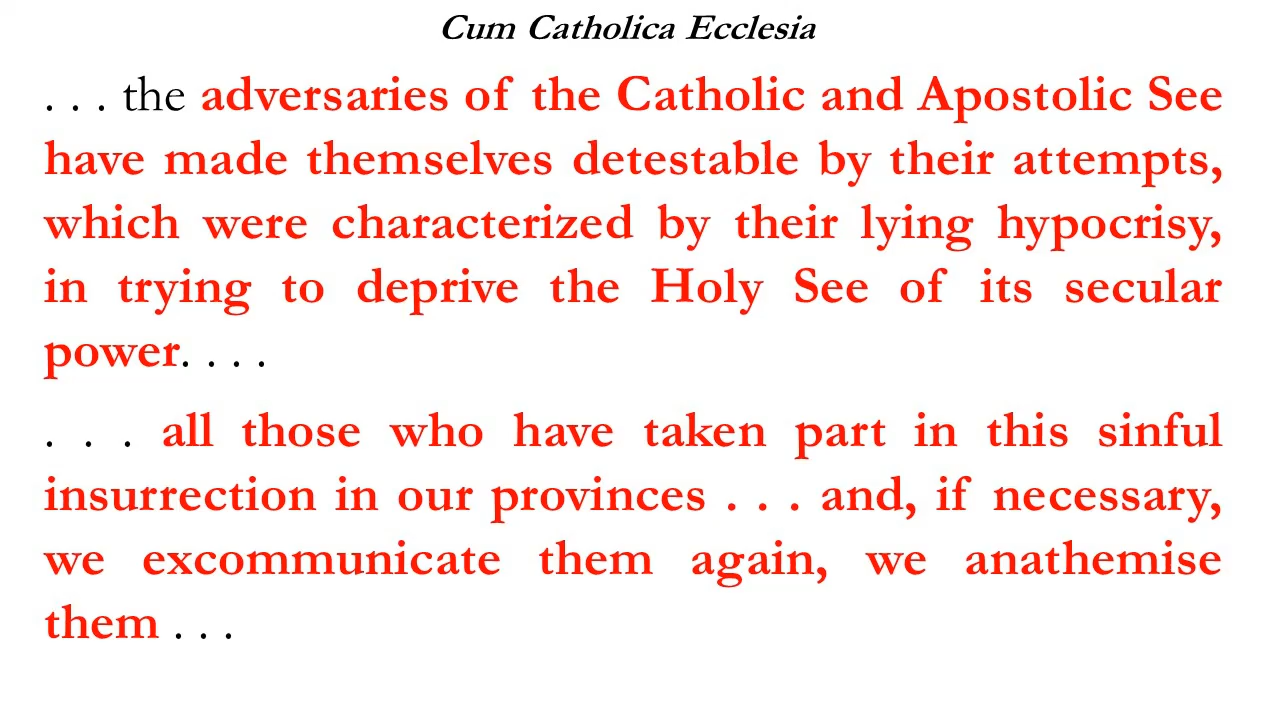 Cum Catholica Ecclesia
. . . the adversaries of the Catholic and Apostolic See
have made themselves detestable by their attempts,
which were characterized by their lying hypocrisy,
in trying to deprive the Holy See of its secular
power. . . .
. . . all those who have taken part in this sinful
insurrection in our provinces . . . and, if necessary,
we excommunicate them again, we anathemise
them . . .